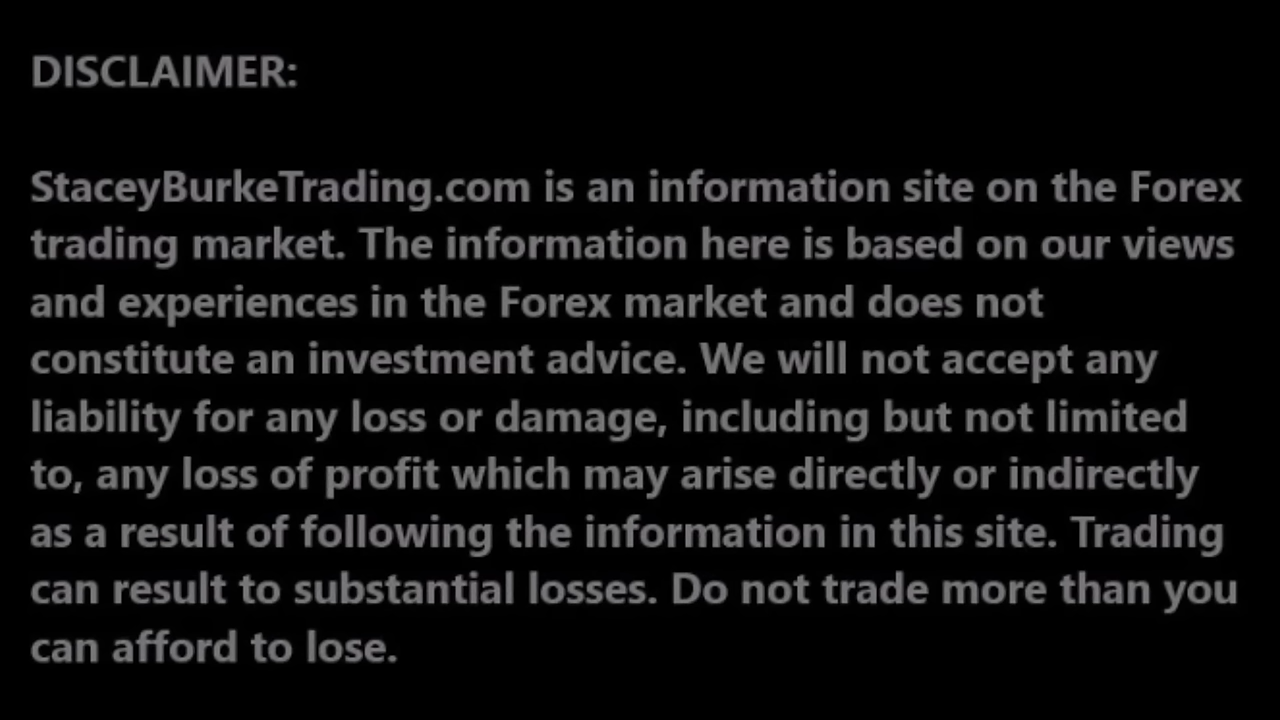 DISCLAIMER:
StaceyBurkeTrading.com is an information site on the Forex
trading market. The information here is based on our views
and experiences in the Forex market and does not
constitute an investment advice. We will not accept any
liability for any loss or damage, including but not limited
to, any loss of profit which may arise directly or indirectly
as a result of following the information in this site. Trading
can result to substantial losses. Do not trade more than you
can afford to lose.